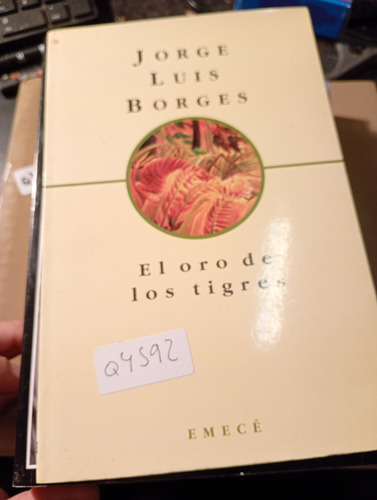 Jorge
Luis
Borges
El oro de
los tigres
Q4592
EMECÉ